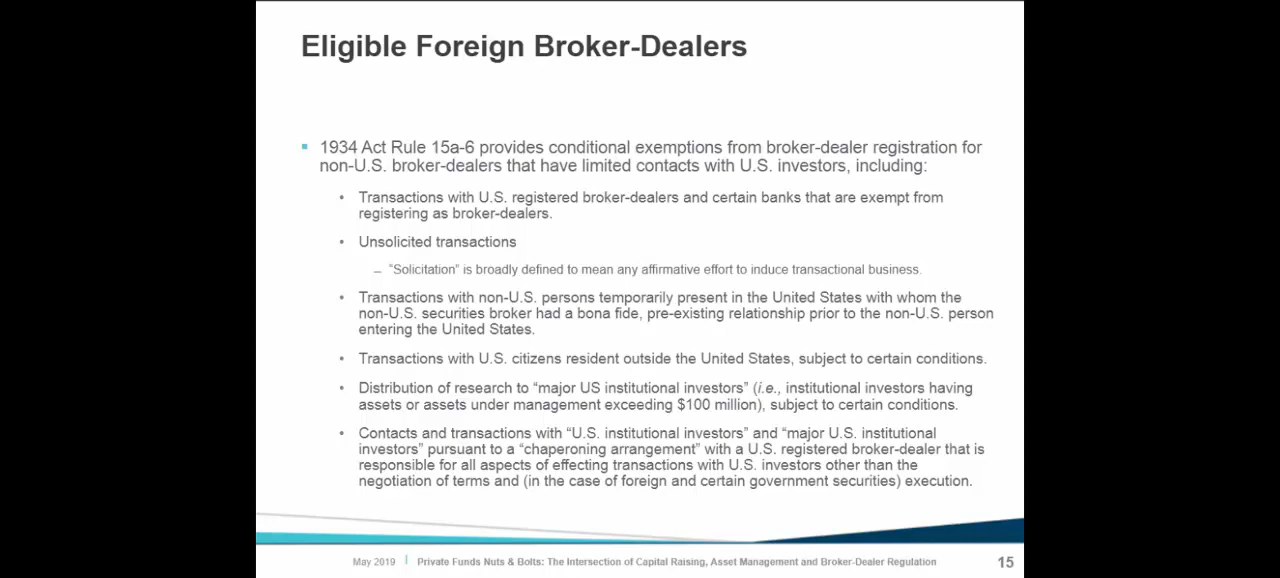 Eligible Foreign Broker-Dealers
▪ 1934 Act Rule 15a-6 provides conditional exemptions from broker-dealer registration for
non-U.S. broker-dealers that have limited contacts with U.S. investors, including:
• Transactions with U.S. registered broker-dealers and certain banks that are exempt from
registering as broker-dealers.
• Unsolicited transactions
– “Solicitation” is broadly defined to mean any affirmative effort to induce transactional business.
• Transactions with non-U.S. persons temporarily present in the United States with whom the
non-U.S. securities broker had a bona fide, pre-existing relationship prior to the non-U.S. person
entering the United States.
• Transactions with U.S. citizens resident outside the United States, subject to certain conditions.
• Distribution of research to “major US institutional investors” (i.e., institutional investors having
assets or assets under management exceeding $100 million), subject to certain conditions.
• Contacts and transactions with “U.S. institutional investors” and “major U.S. institutional
investors” pursuant to a “chaperoning arrangement” with a U.S. registered broker-dealer that is
responsible for all aspects of effecting transactions with U.S. investors other than the
negotiation of terms and (in the case of foreign and certain government securities) execution.
May 2019 | Private Funds Nuts & Bolts: The Intersection of Capital Raising, Asset Management and Broker-Dealer Regulation 15